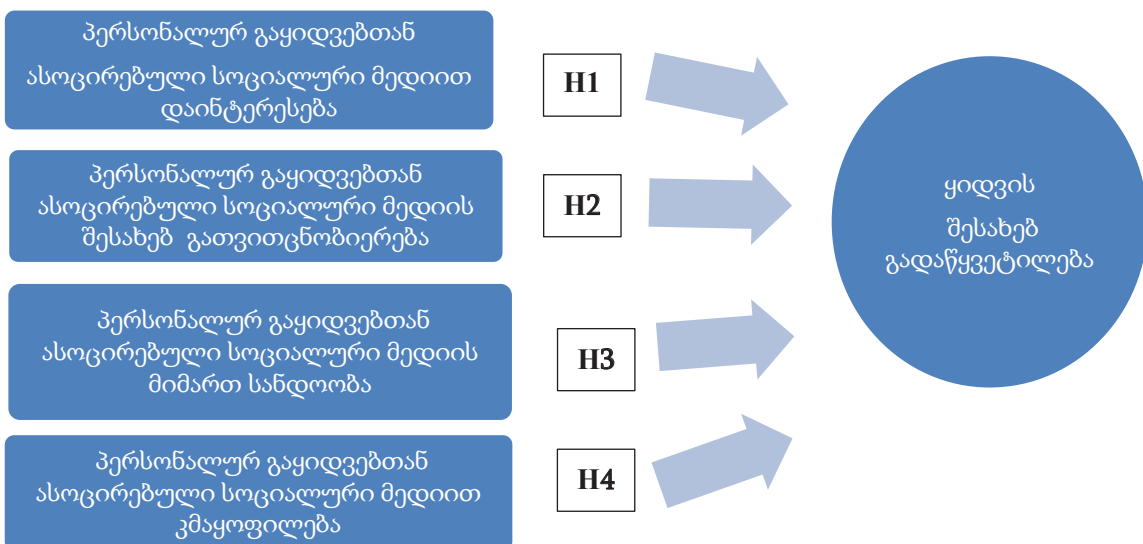 პერსონალურ გაყიდვებთან
ასოცირებული სოციალური მედიით
დაინტერესება
H1
პერსონალურ გაყიდვებთან
ასოცირებული სოციალური მედიის
შესახებ გათვითცნობიერება
H2
პერსონალურ გაყიდვებთან
ასოცირებული სოციალური მედიის
მიმართ სანდოობა
H3
პერსონალურ გაყიდვებთან
ასოცირებული სოციალური მედიით
კმაყოფილება
H4
ყიდვის
შესახებ
გადაწყვეტილება